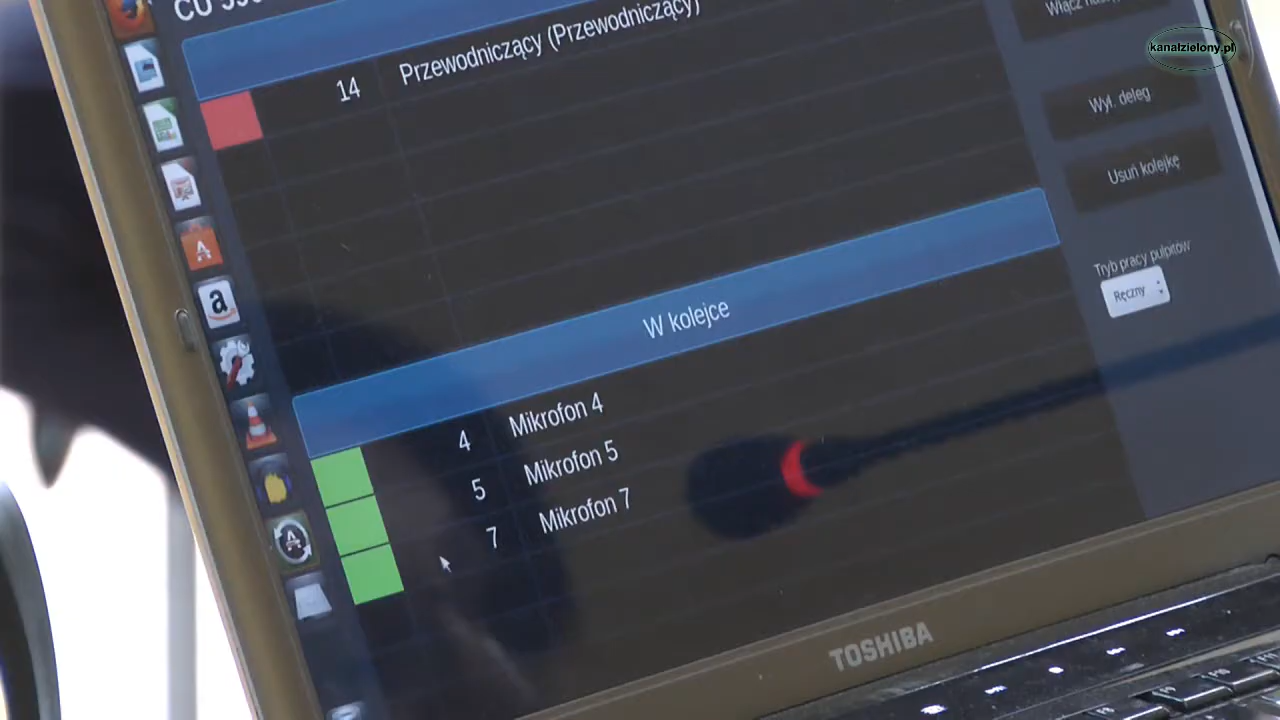 kanalzielony.pl
14 Przewodniczący (Przewodniczący)
Wył. deleg
Usuń kolejkę
Tryb pracy pulpitów
Ręczny
W kolejce
4 Mikrofon 4
5 Mikrofon 5
7 Mikrofon 7
TOSHIBA